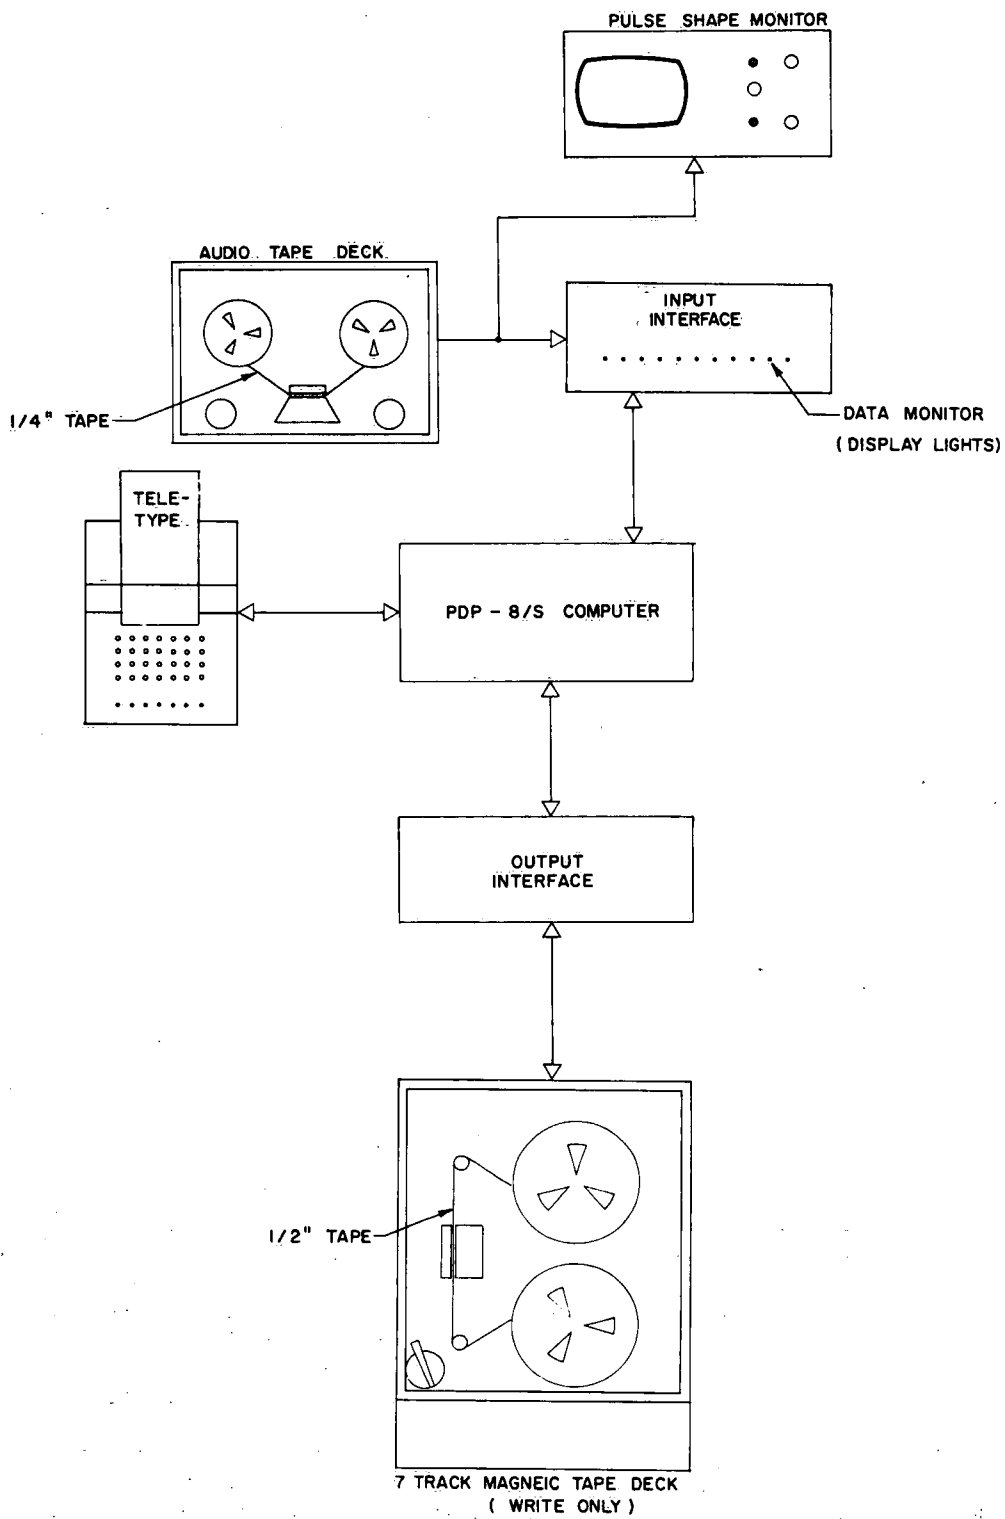 PULSE SHAPE MONITOR
AUDIO TAPE DECK
INPUT
INTERFACE
1/4" TAPE
DATA MONITOR
(DISPLAY LIGHTS)
TELE-
TYPE
PDP - 8/S COMPUTER
OUTPUT
INTERFACE
1/2" TAPE
7 TRACK MAGNEIC TAPE DECK
( WRITE ONLY )